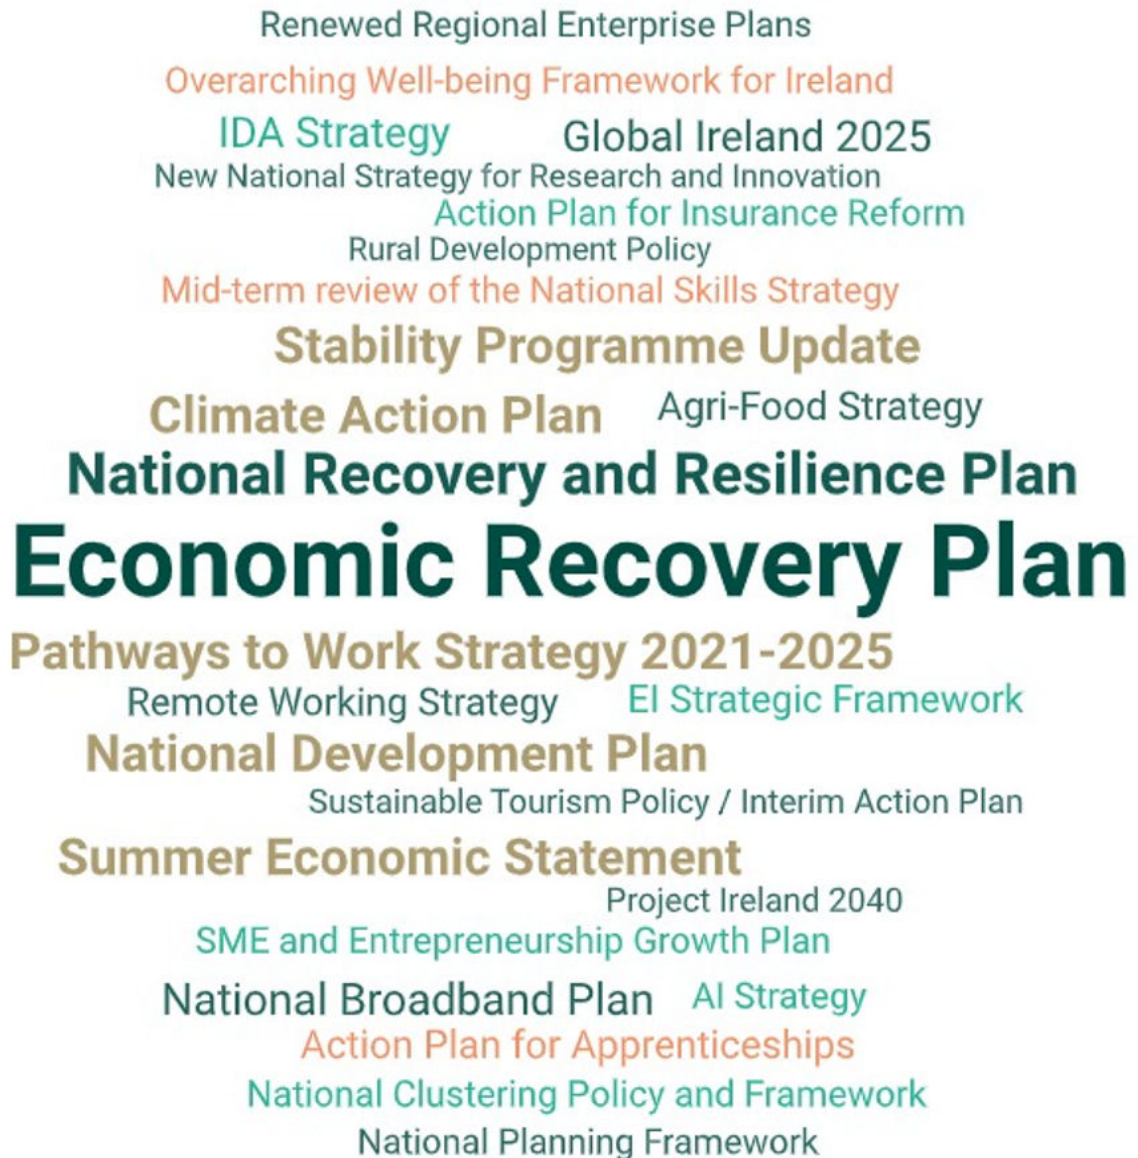 Renewed Regional Enterprise Plans
Overarching Well-being Framework for Ireland
IDA Strategy Global Ireland 2025
New National Strategy for Research and Innovation
Action Plan for Insurance Reform
Rural Development Policy
Mid-term review of the National Skills Strategy
Stability Programme Update
Climate Action Plan Agri-Food Strategy
National Recovery and Resilience Plan
Economic Recovery Plan
Pathways to Work Strategy 2021-2025
Remote Working Strategy EI Strategic Framework
National Development Plan
Sustainable Tourism Policy / Interim Action Plan
Summer Economic Statement
Project Ireland 2040
SME and Entrepreneurship Growth Plan
National Broadband Plan AI Strategy
Action Plan for Apprenticeships
National Clustering Policy and Framework
National Planning Framework